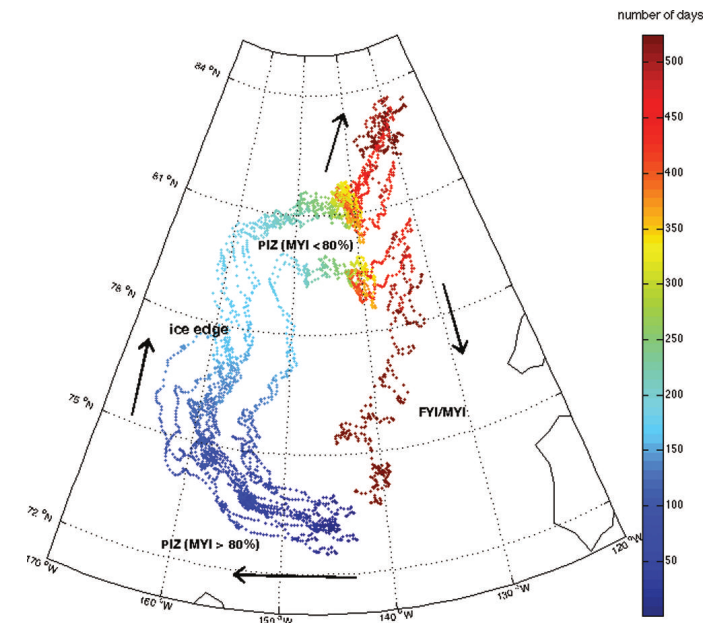 number of days
84 °N
81 °N
78 °N
75 °N
72 °N
170 °W
160 °W
150 °W
140 °W
130 °W
120 °W
PIZ (MYI <80%)
ice edge
FYI/MYI
PIZ (MYI > 80%)
500
450
400
350
300
250
200
150
100
50